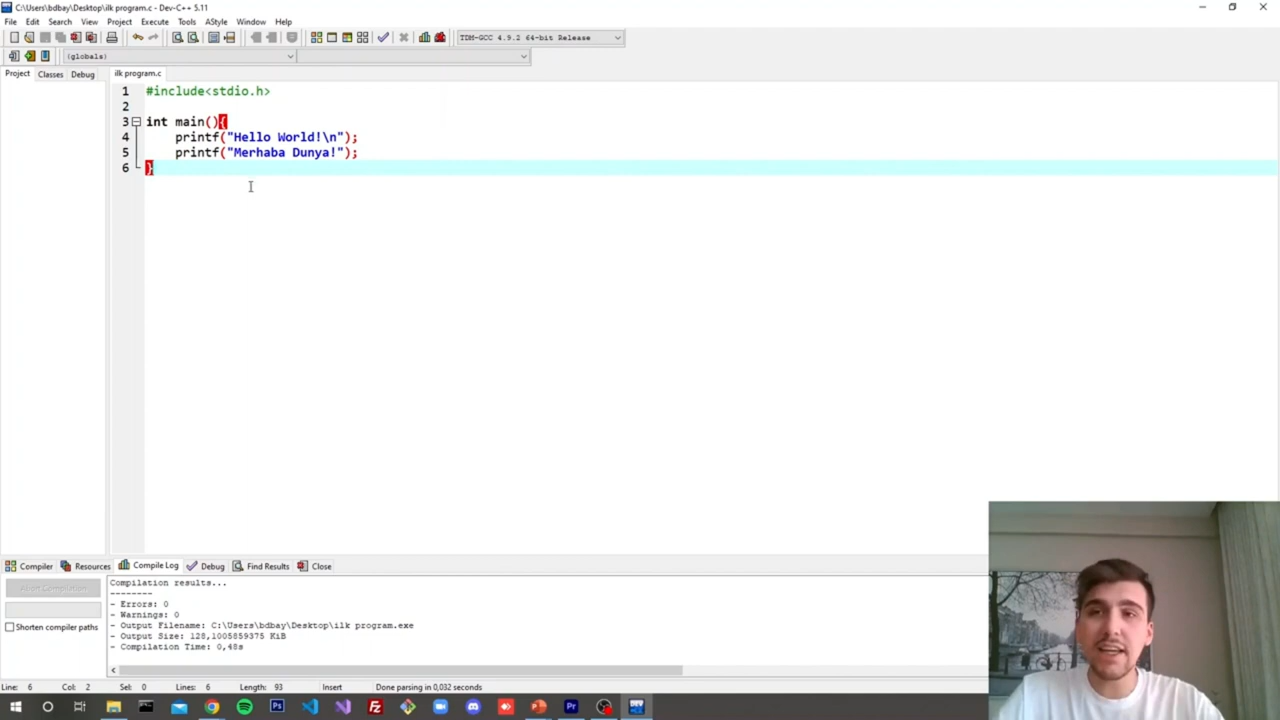 C:\Users\bdbay\Desktop\ilk program.c - Dev-C++ 5.11
File Edit Search View Project Execute Tools AStyle Window Help
TDM-GCC 4.9.2 64-bit Release
(globals)
Project Classes Debug ilk program.c
1 #include<stdio.h>
2
3 int main(){
4 printf("Hello World!\n");
5 printf("Merhaba Dunya!");
6 }
Compiler Resources Compile Log Debug Find Results Close
Abort Compilation
Shorten compiler paths
Compilation results...
--------
- Errors: 0
- Warnings: 0
- Output Filename: C:\Users\bdbay\Desktop\ilk program.exe
- Output Size: 128,1005859375 KiB
- Compilation Time: 0,48s
Line: 6 Col: 2 Sel: 0 Lines: 6 Length: 93 Insert Done parsing in 0,032 seconds